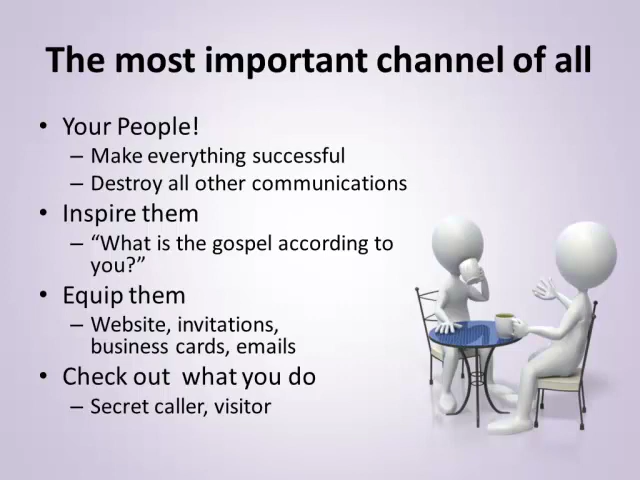 The most important channel of all
• Your People!
– Make everything successful
– Destroy all other communications
• Inspire them
– “What is the gospel according to
you?”
• Equip them
– Website, invitations,
business cards, emails
• Check out  what you do
– Secret caller, visitor